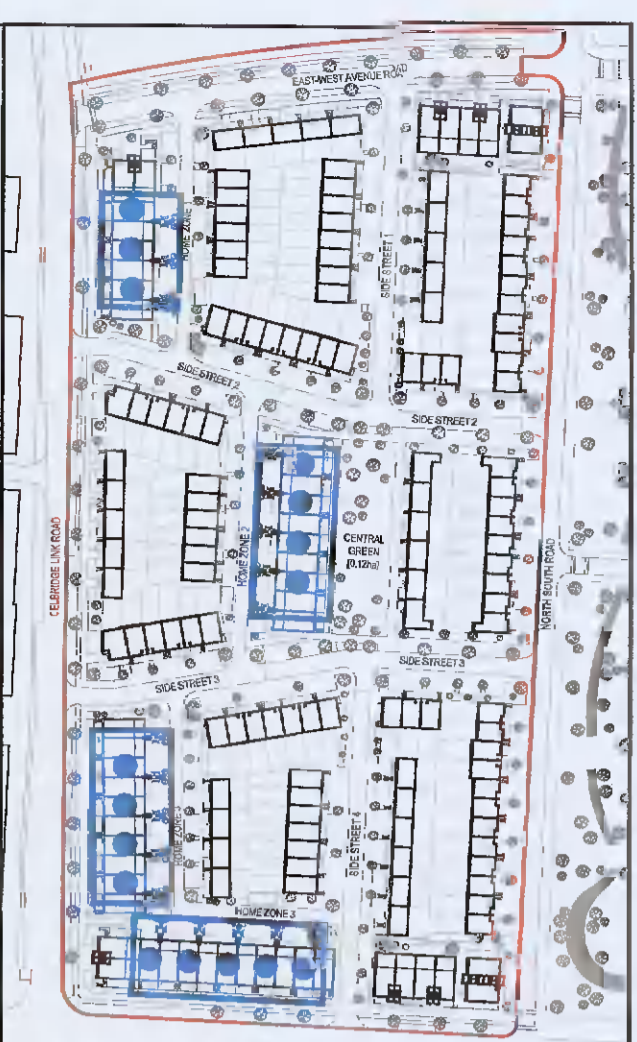 EAST-WEST AVENUE ROAD
HOME ZONE 1
SIDE STREET 1
SIDE STREET 2
SIDE STREET 2
CELBRIDGE LINK ROAD
HOME ZONE 2
CENTRAL
GREEN
[0.12ha]
NORTH SOUTH ROAD
SIDE STREET 3
SIDE STREET 3
HOME ZONE 3
SIDE STREET 4
HOME ZONE 3